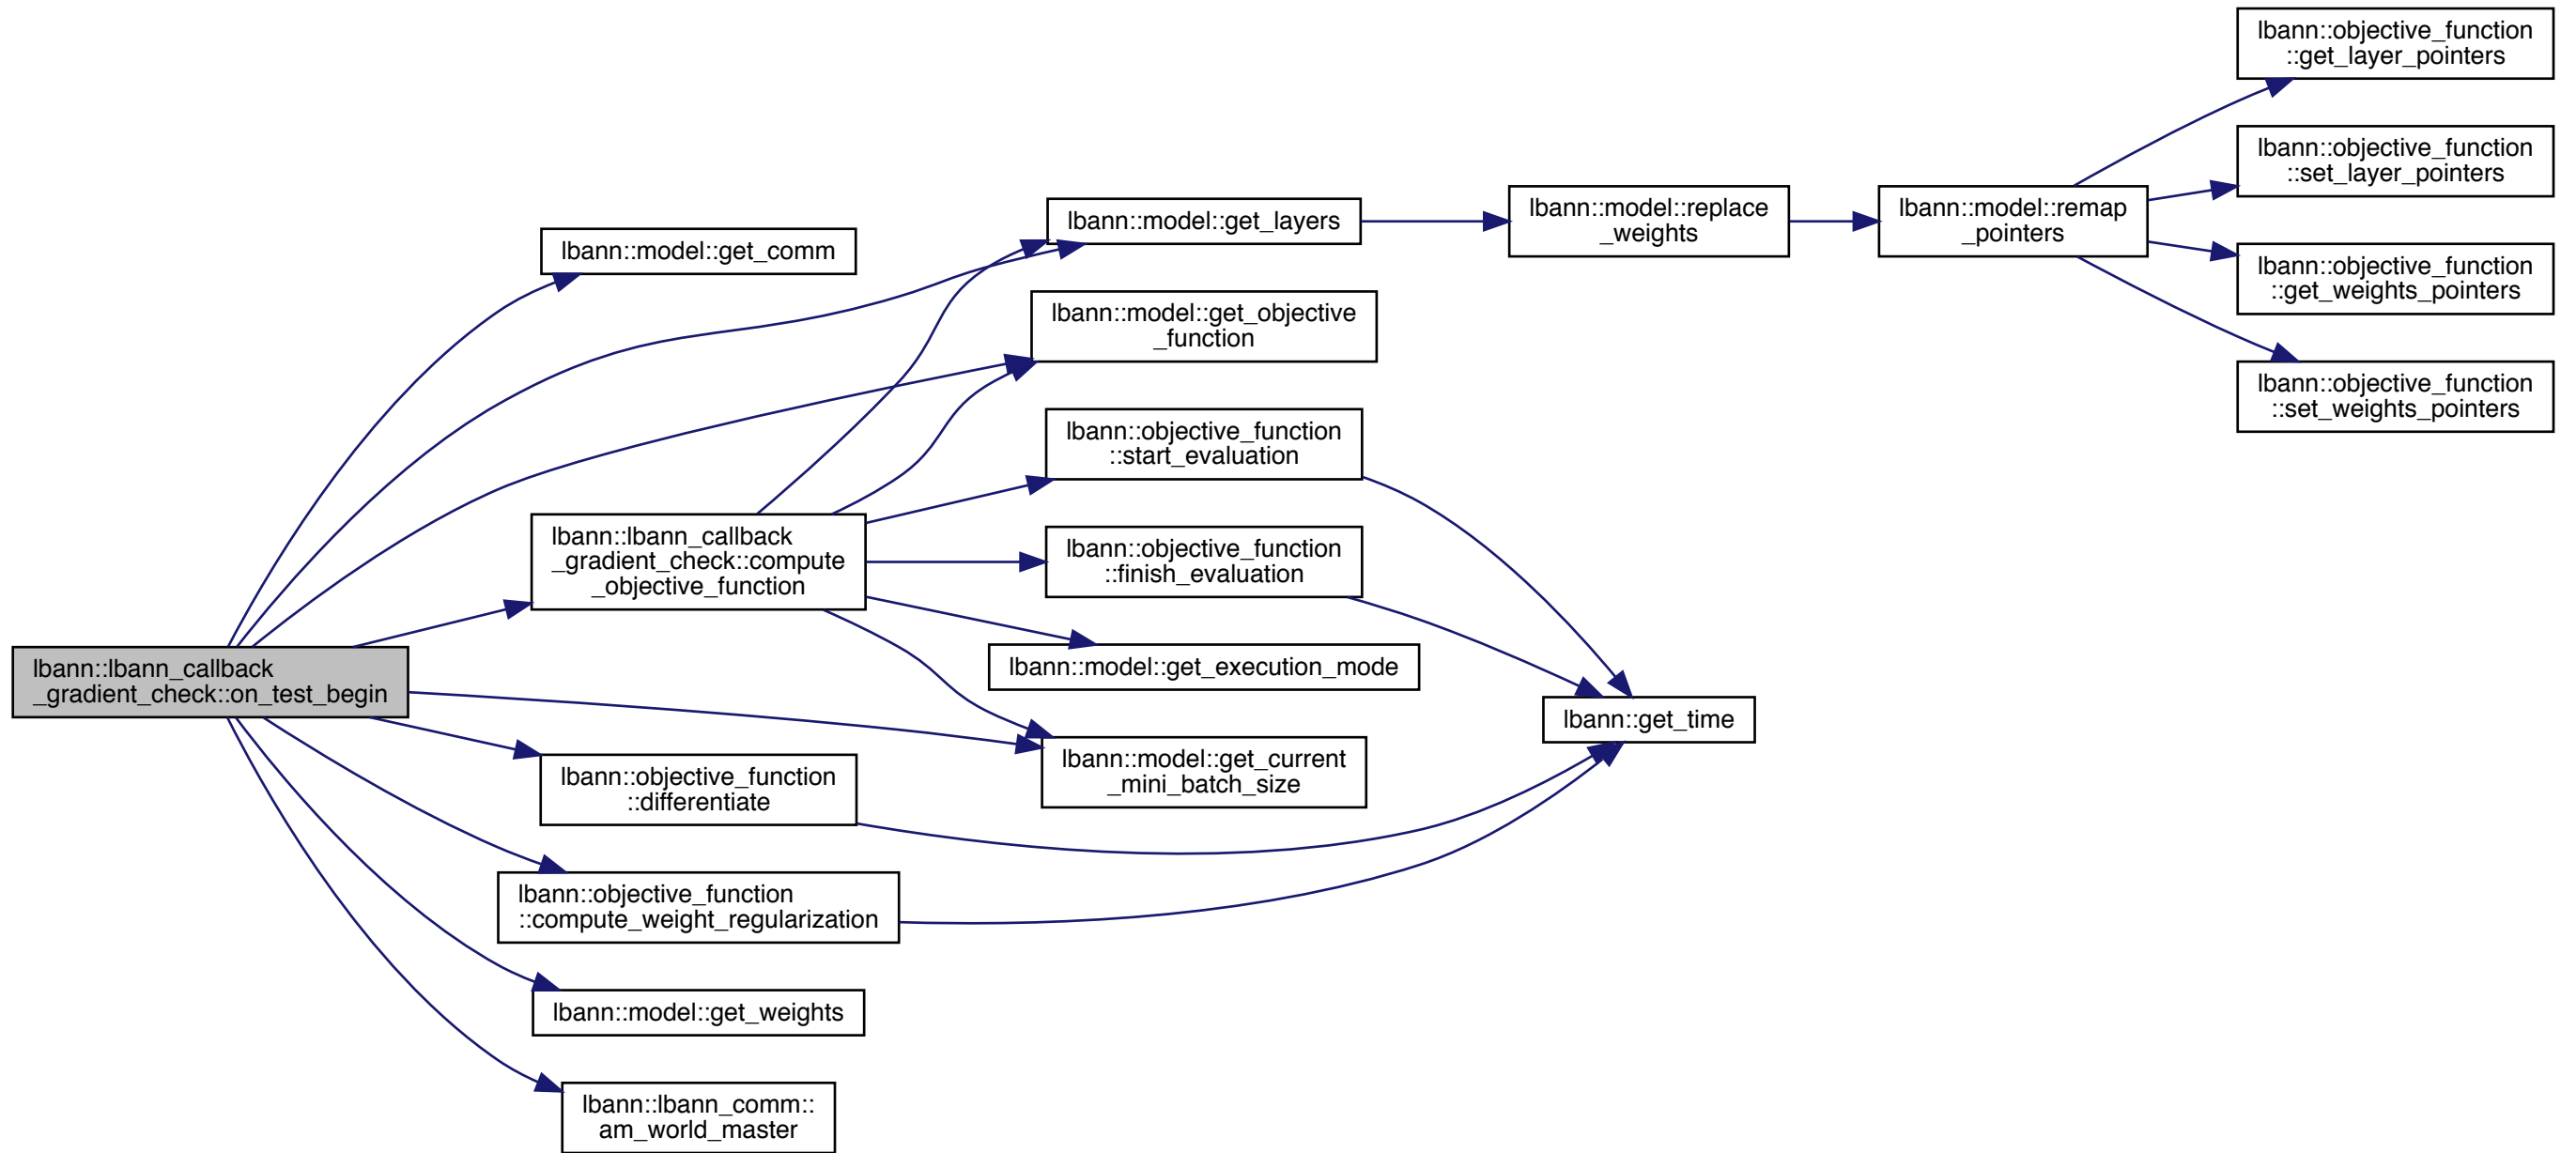 lbann::lbann_callback
_gradient_check::on_test_begin
lbann::model::get_comm
lbann::lbann_callback
_gradient_check::compute
_objective_function
lbann::objective_function
::differentiate
lbann::objective_function
::compute_weight_regularization
lbann::model::get_weights
lbann::lbann_comm::
am_world_master
lbann::model::get_layers
lbann::model::get_objective
_function
lbann::objective_function
::start_evaluation
lbann::objective_function
::finish_evaluation
lbann::model::get_execution_mode
lbann::model::get_current
_mini_batch_size
lbann::model::replace
_weights
lbann::get_time
lbann::model::remap
_pointers
lbann::objective_function
::get_layer_pointers
lbann::objective_function
::set_layer_pointers
lbann::objective_function
::get_weights_pointers
lbann::objective_function
::set_weights_pointers